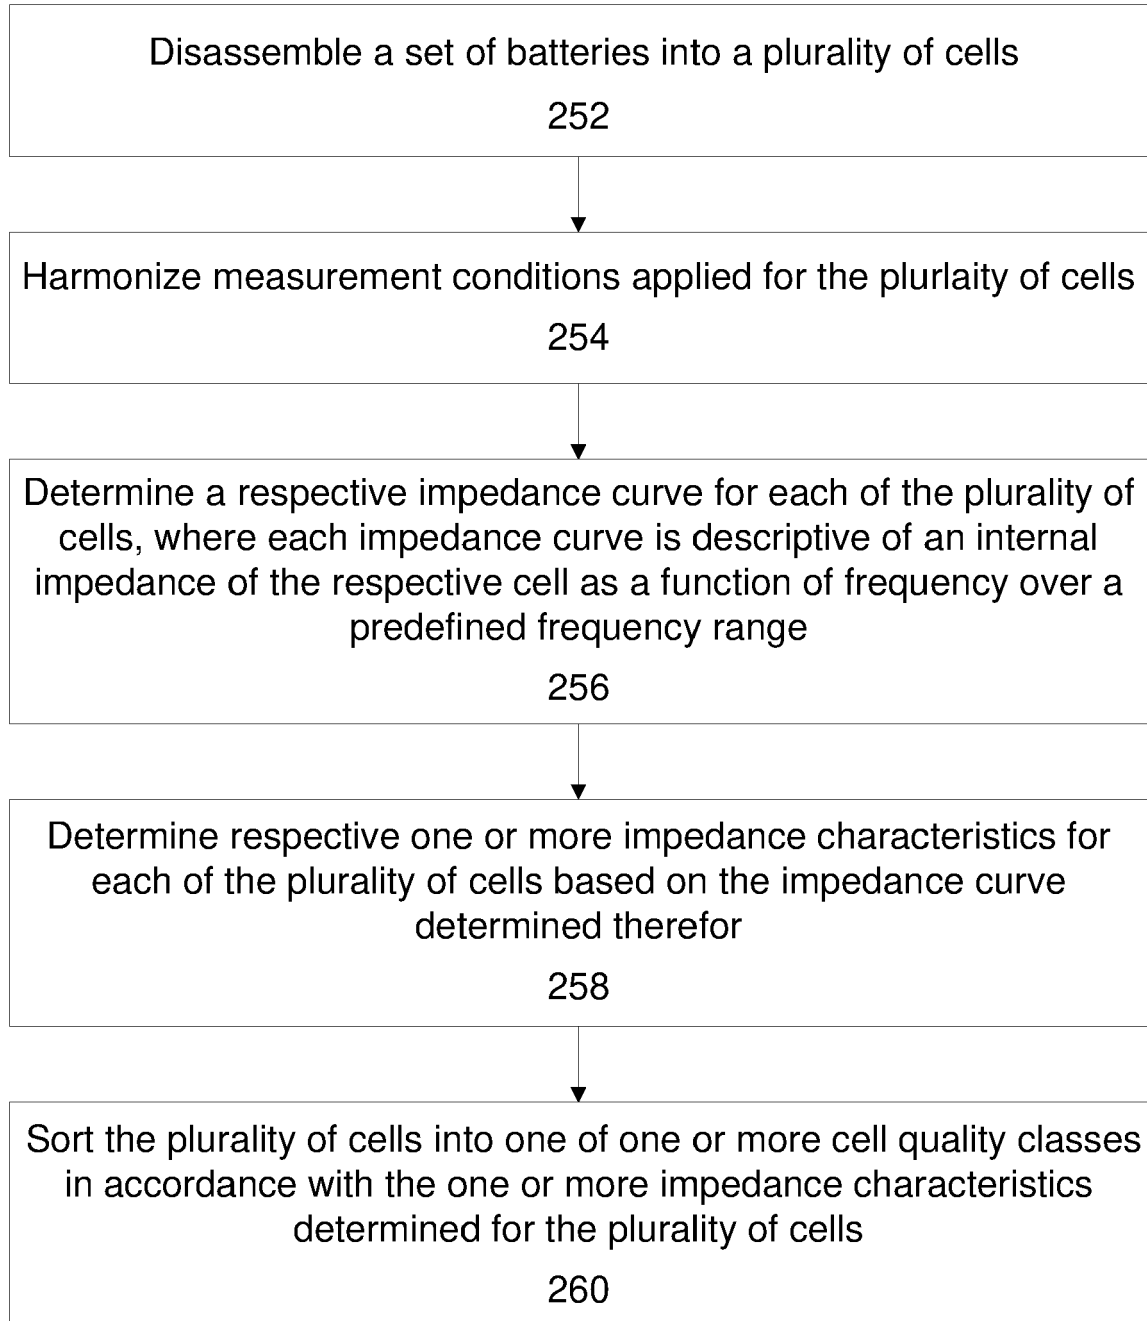 Disassemble a set of batteries into a plurality of cells
252
Harmonize measurement conditions applied for the plurlaity of cells
254
Determine a respective impedance curve for each of the plurality of
cells, where each impedance curve is descriptive of an internal
impedance of the respective cell as a function of frequency over a
predefined frequency range
256
Determine respective one or more impedance characteristics for
each of the plurality of cells based on the impedance curve
determined therefor
258
Sort the plurality of cells into one of one or more cell quality classes
in accordance with the one or more impedance characteristics
determined for the plurality of cells
260